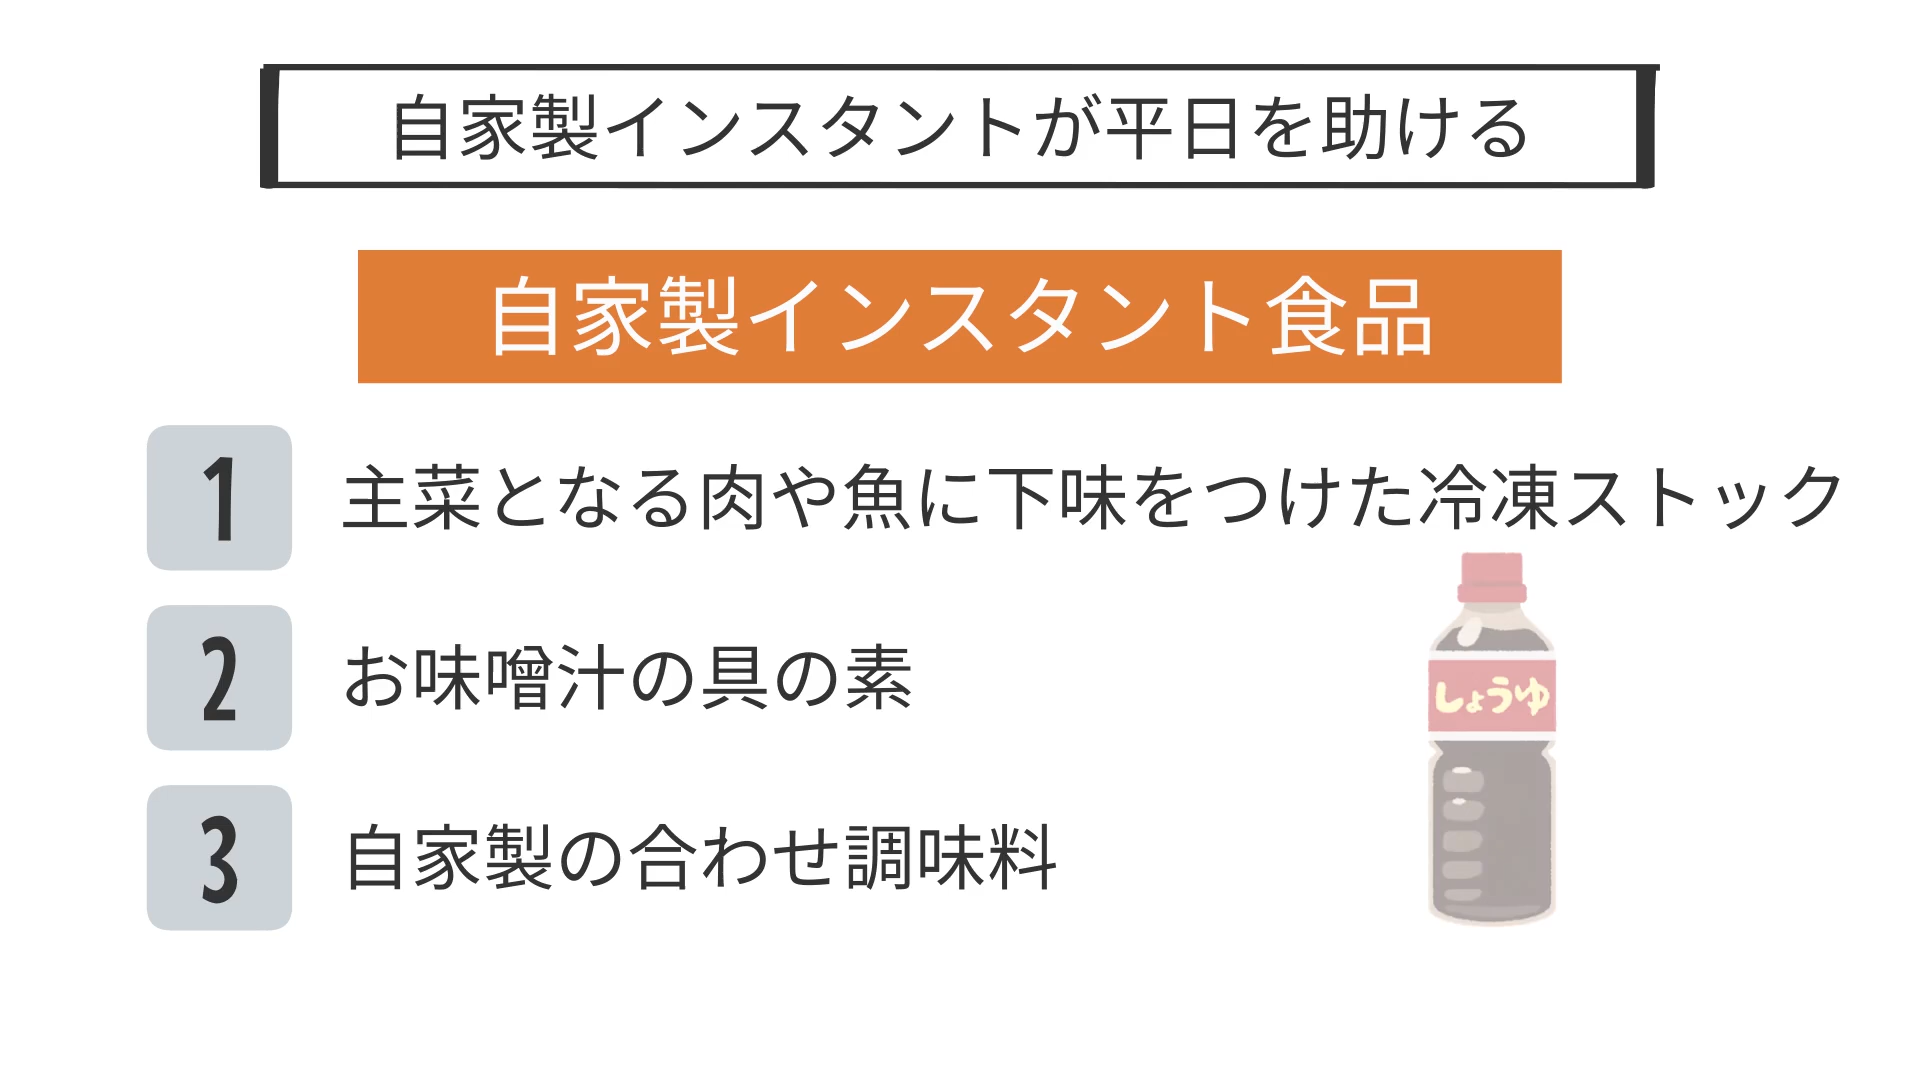 自家製インスタントが平日を助ける
自家製インスタント食品
1 主菜となる肉や魚に下味をつけた冷凍ストック
2 お味噌汁の具の素
3 自家製の合わせ調味料
しょうゆ